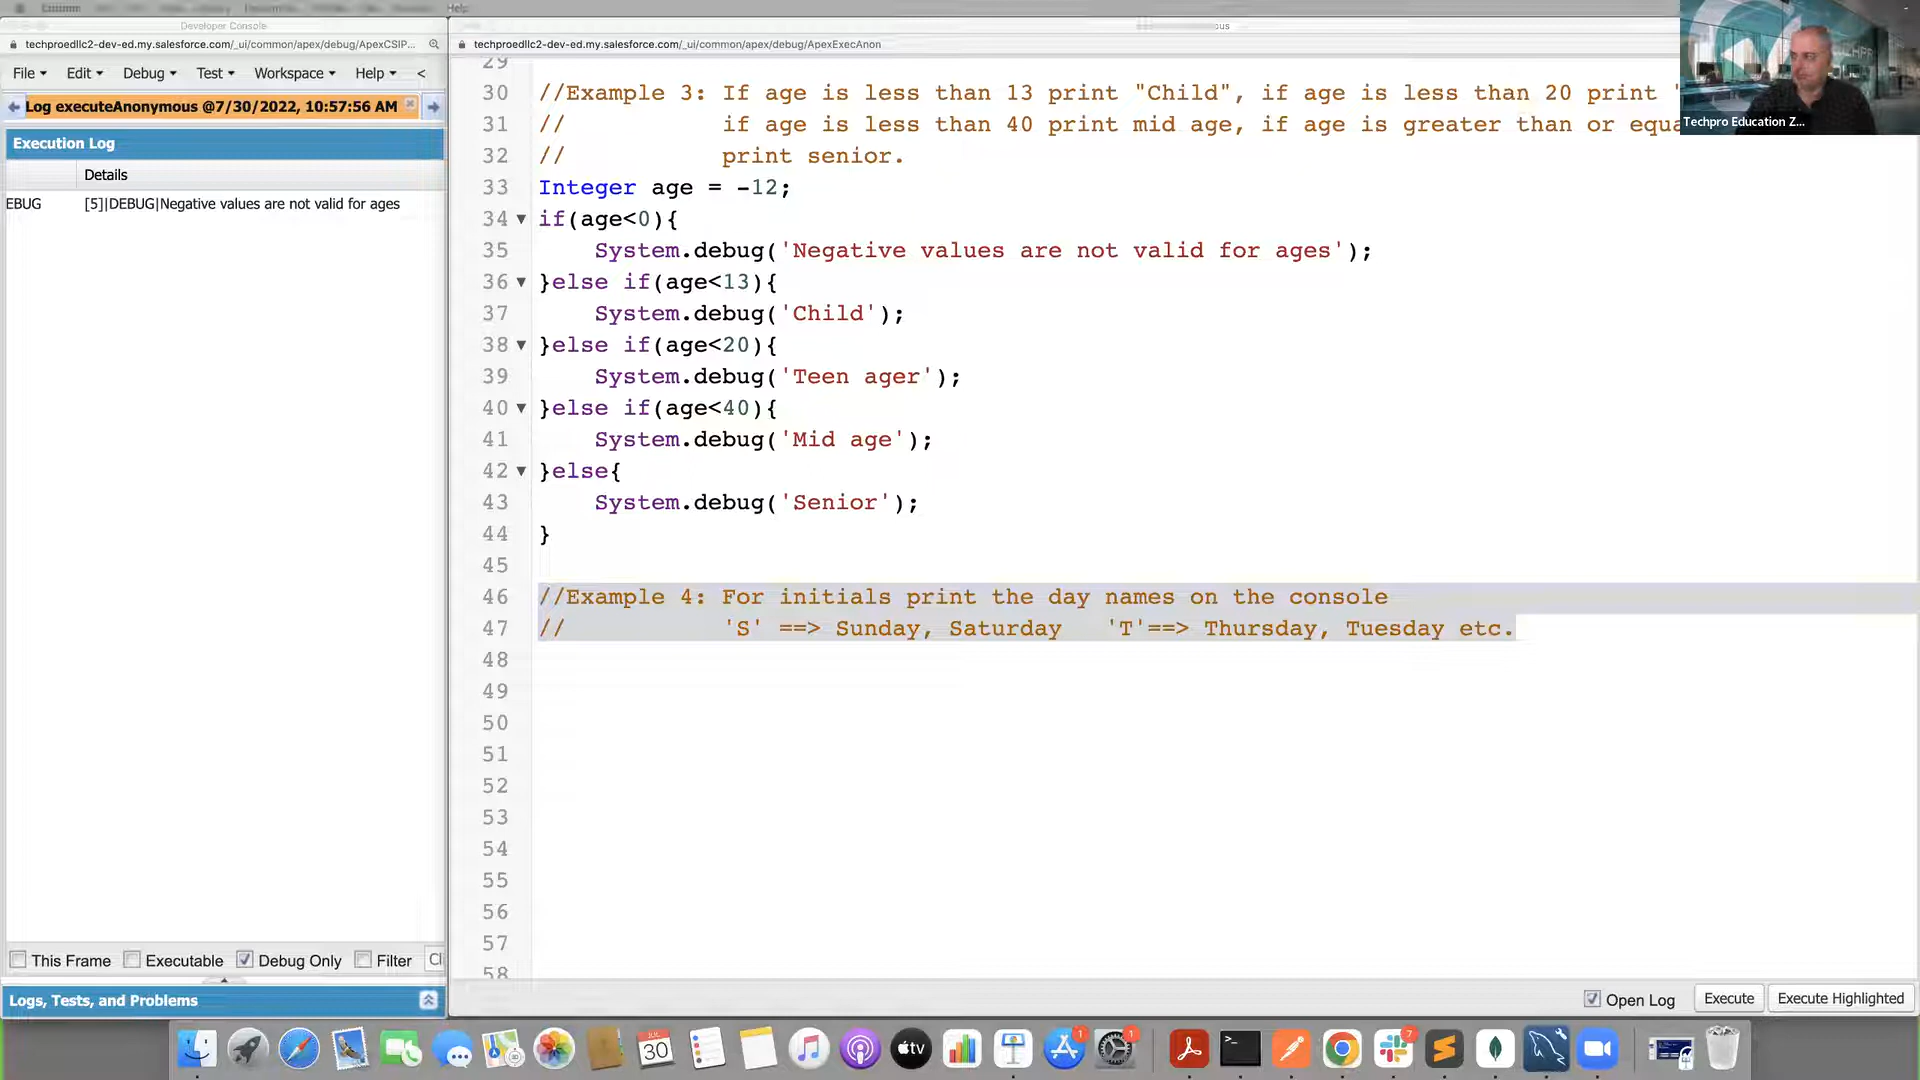 Help
Developer Console
techproedllc2-dev-ed.my.salesforce.com/_ui/common/apex/debug/ApexCSIP...
techproedllc2-dev-ed.my.salesforce.com/_ui/common/apex/debug/ApexExecAnon
File Edit Debug Test Workspace Help <
Log executeAnonymous @7/30/2022, 10:57:56 AM
Execution Log
Details
EBUG [5]|DEBUG|Negative values are not valid for ages
29
30 //Example 3: If age is less than 13 print "Child", if age is less than 20 print "
31 // if age is less than 40 print mid age, if age is greater than or equa
32 // print senior.
33 Integer age = -12;
34 if(age<0){
35 System.debug('Negative values are not valid for ages');
36 }else if(age<13){
37 System.debug('Child');
38 }else if(age<20){
39 System.debug('Teen ager');
40 }else if(age<40){
41 System.debug('Mid age');
42 }else{
43 System.debug('Senior');
44 }
45
46 //Example 4: For initials print the day names on the console
47 // 'S' ==> Sunday, Saturday 'T'==> Thursday, Tuesday etc.
48
49
50
51
52
53
54
55
56
57
58
Techpro Education Z...
This Frame Executable Debug Only Filter Cl
Logs, Tests, and Problems
Open Log Execute Execute Highlighted
JUL
30
tv
1
1
7